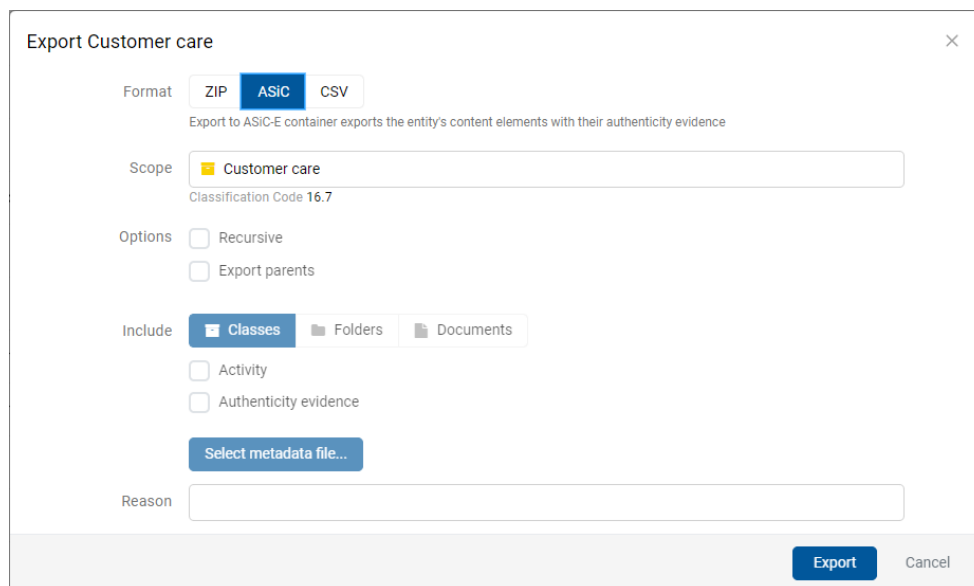 Export Customer care
Format ZIP ASiC CSV
Export to ASiC-E container exports the entity's content elements with their authenticity evidence
Scope Customer care
Classification Code 16.7
Options Recursive
Export parents
Include Classes Folders Documents
Activity
Authenticity evidence
Select metadata file...
Reason
Export Cancel